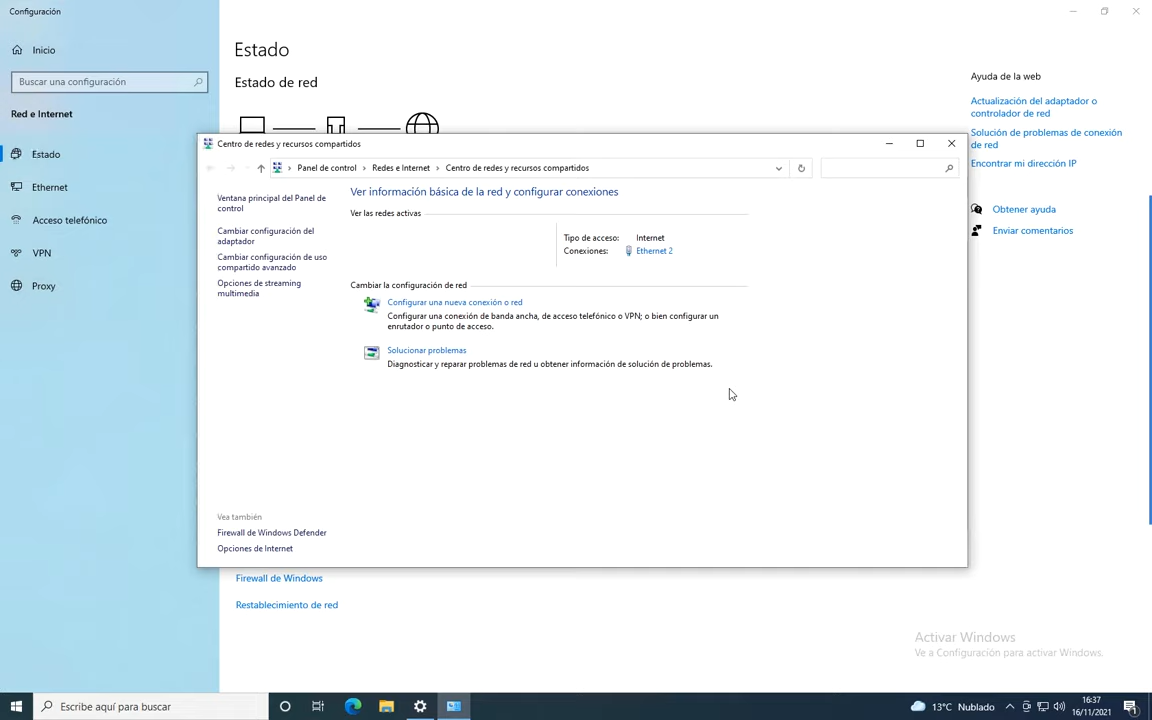 Configuración
Inicio
Buscar una configuración
Red e Internet
Estado
Ethernet
Acceso telefónico
VPN
Proxy
Estado
Estado de red
Centro de redes y recursos compartidos
Panel de control
Redes e Internet
Centro de redes y recursos compartidos
Ventana principal del Panel de
control
Cambiar configuración del
adaptador
Cambiar configuración de uso
compartido avanzado
Opciones de streaming
multimedia
Vea también
Firewall de Windows Defender
Opciones de Internet
Ver información básica de la red y configurar conexiones
Ver las redes activas
Tipo de acceso: Internet
Conexiones: Ethernet 2
Cambiar la configuración de red
Configurar una nueva conexión o red
Configurar una conexión de banda ancha, de acceso telefónico o VPN; o bien configurar un
enrutador o punto de acceso.
Solucionar problemas
Diagnosticar y reparar problemas de red u obtener información de solución de problemas.
Firewall de Windows
Restablecimiento de red
Ayuda de la web
Actualización del adaptador o
controlador de red
Solución de problemas de conexión
de red
Encontrar mi dirección IP
Obtener ayuda
Enviar comentarios
Activar Windows
Ve a Configuración para activar Windows.
Escribe aquí para buscar
13°C Nublado
16:37
16/11/2021
1